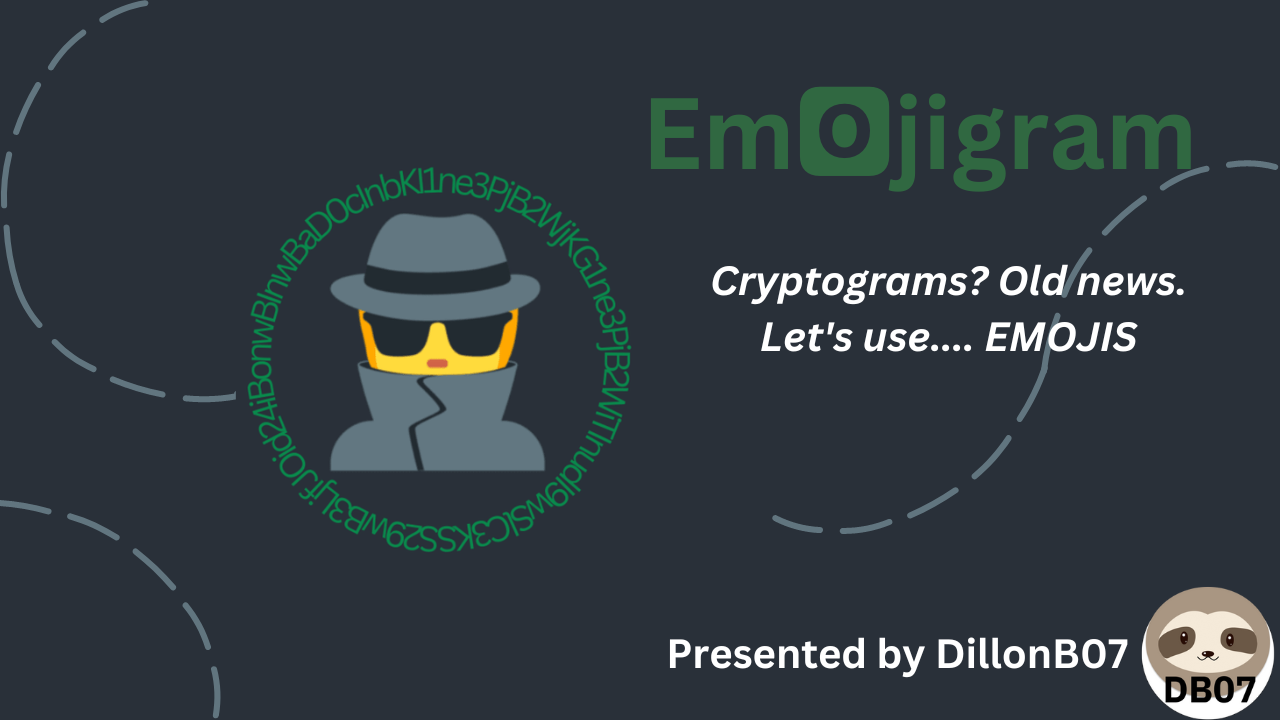 EmOjigram
Cryptograms? Old news.
Let's use.... EMOJIS
Presented by DillonB07
DB07